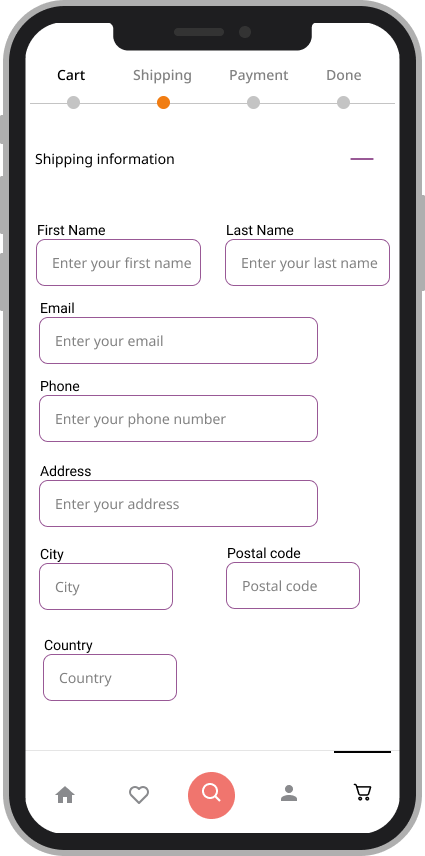 Cart Shipping Payment Done
Shipping information
First Name Last Name
Enter your first name Enter your last name
Email
Enter your email
Phone
Enter your phone number
Address
Enter your address
City Postal code
City Postal code
Country
Country